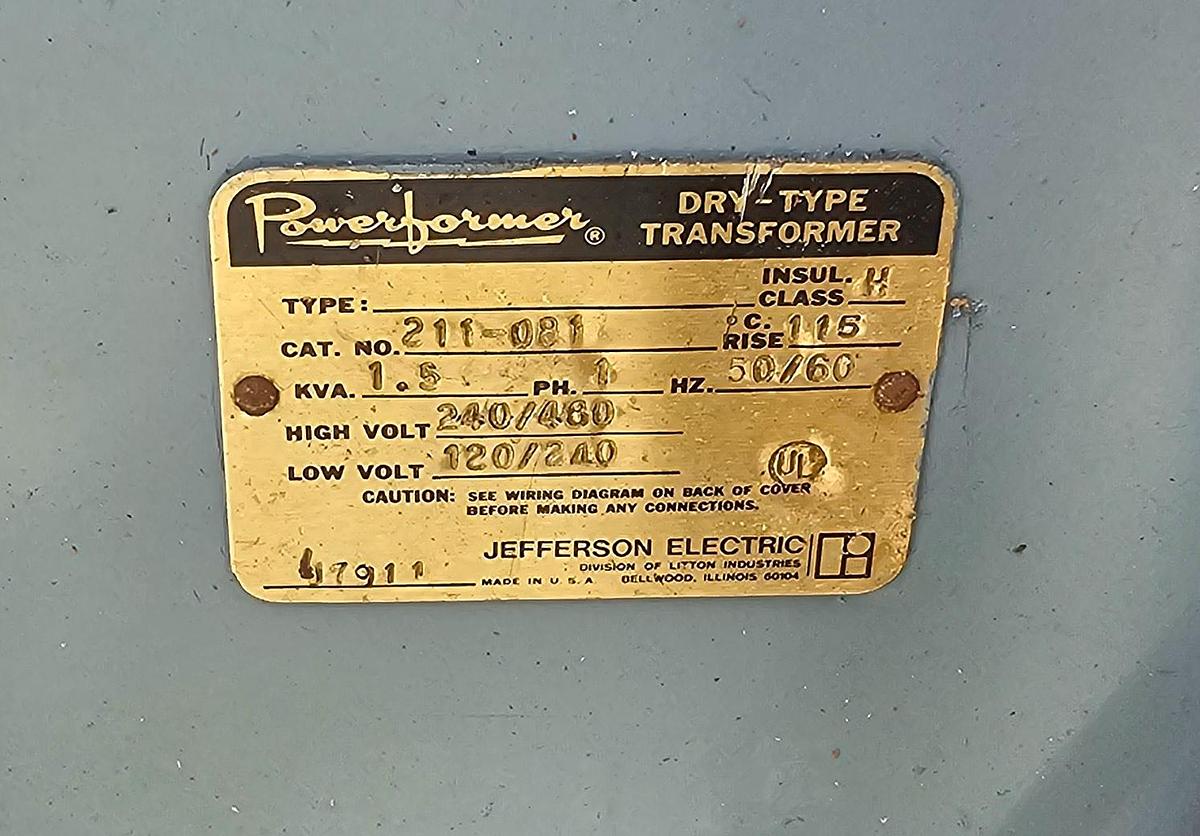 Powerformer® DRY-TYPE TRANSFORMER
TYPE: INSUL. CLASS H
CAT. NO. 211-081 °C. RISE 115
KVA. 1.5 PH. 1 HZ. 50/60
HIGH VOLT 240/480
LOW VOLT 120/240
UL
CAUTION: SEE WIRING DIAGRAM ON BACK OF COVER
BEFORE MAKING ANY CONNECTIONS.
JEFFERSON ELECTRIC
DIVISION OF LITTON INDUSTRIES
MADE IN U.S.A BELLWOOD, ILLINOIS 60104